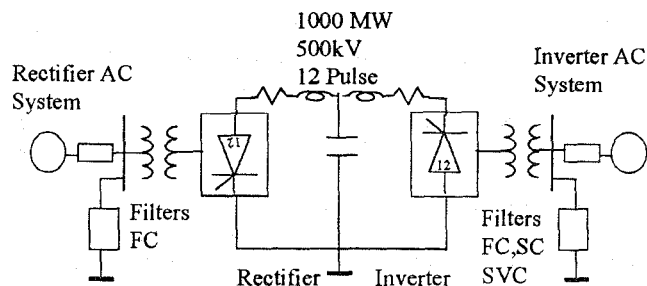 1000 MW
500kV
12 Pulse
Rectifier AC
System
Inverter AC
System
12
12
Filters
FC
Filters
FC,SC
SVC
Rectifier
Inverter